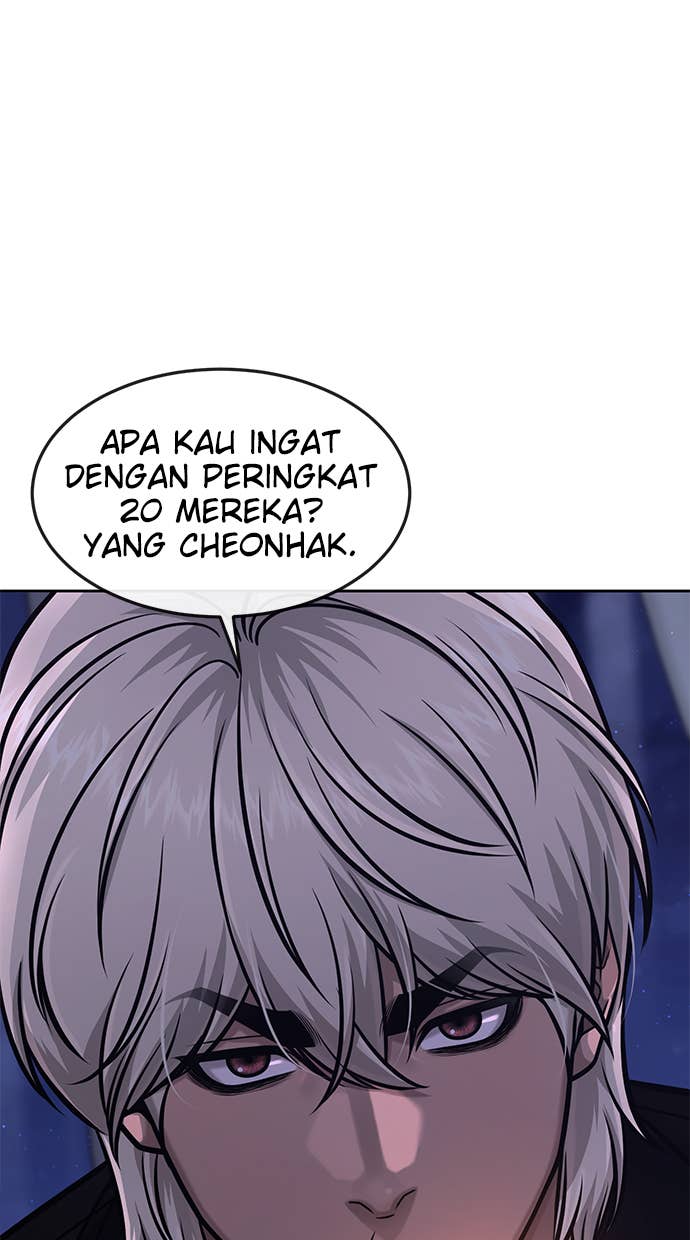 APA KAU INGAT
DENGAN PERINGKAT
20 MEREKA?
YANG CHEONHAK.